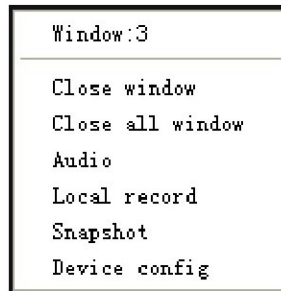 Window:3
Close window
Close all window
Audio
Local record
Snapshot
Device config